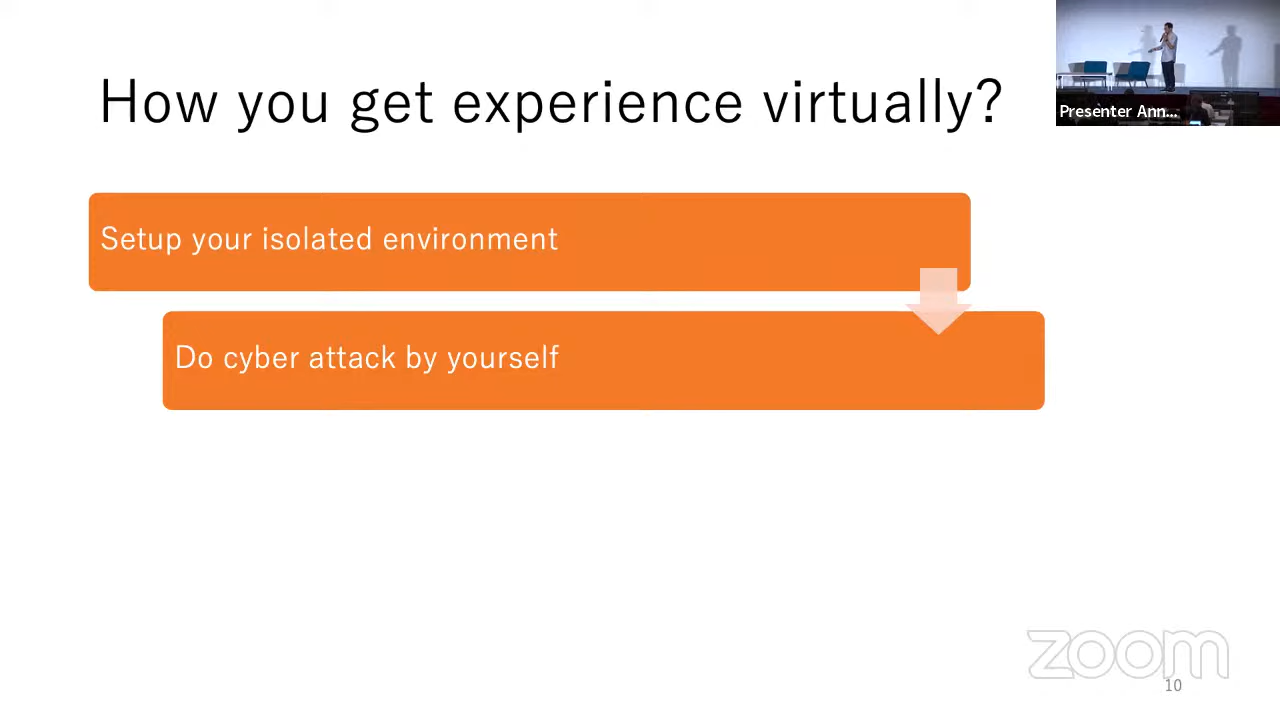 How you get experience virtually?
Presenter Ann...
Setup your isolated environment
Do cyber attack by yourself
zoom
10